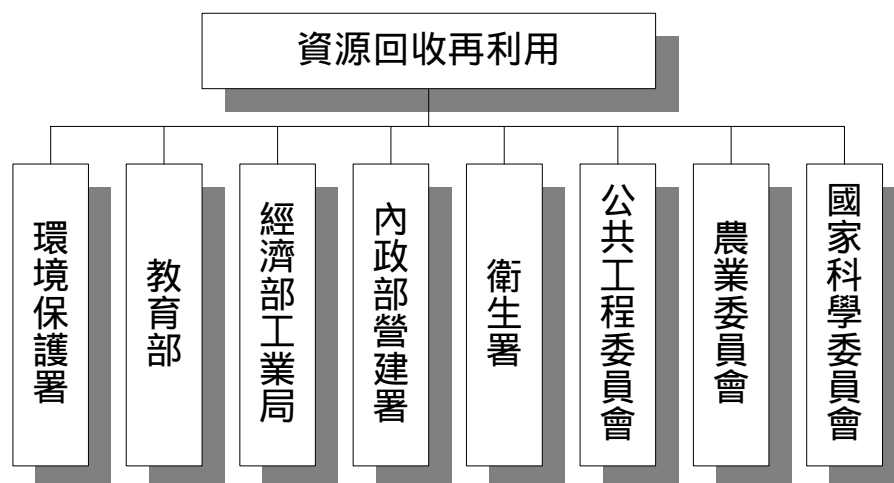 資源回收再利用
環境保護署
教育部
經濟部工業局
內政部營建署
衛生署
公共工程委員會
農業委員會
國家科學委員會